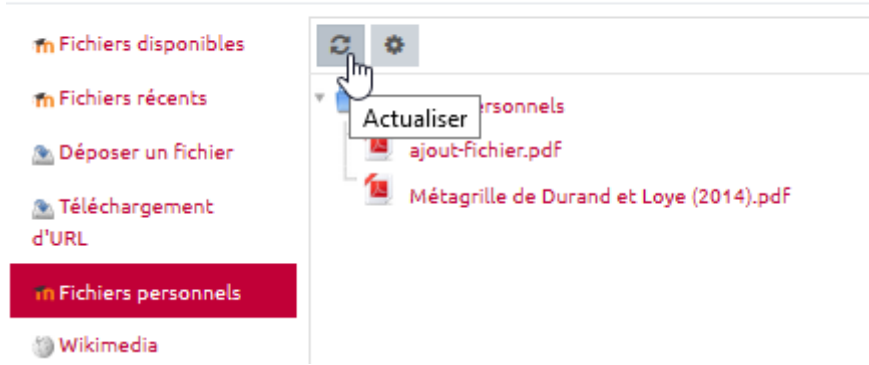 Fichiers disponibles
Fichiers récents
Déposer un fichier
Téléchargement
d'URL
Fichiers personnels
Wikimedia
Actualiser
ajout-fichier.pdf
Métagrille de Durand et Loye (2014).pdf